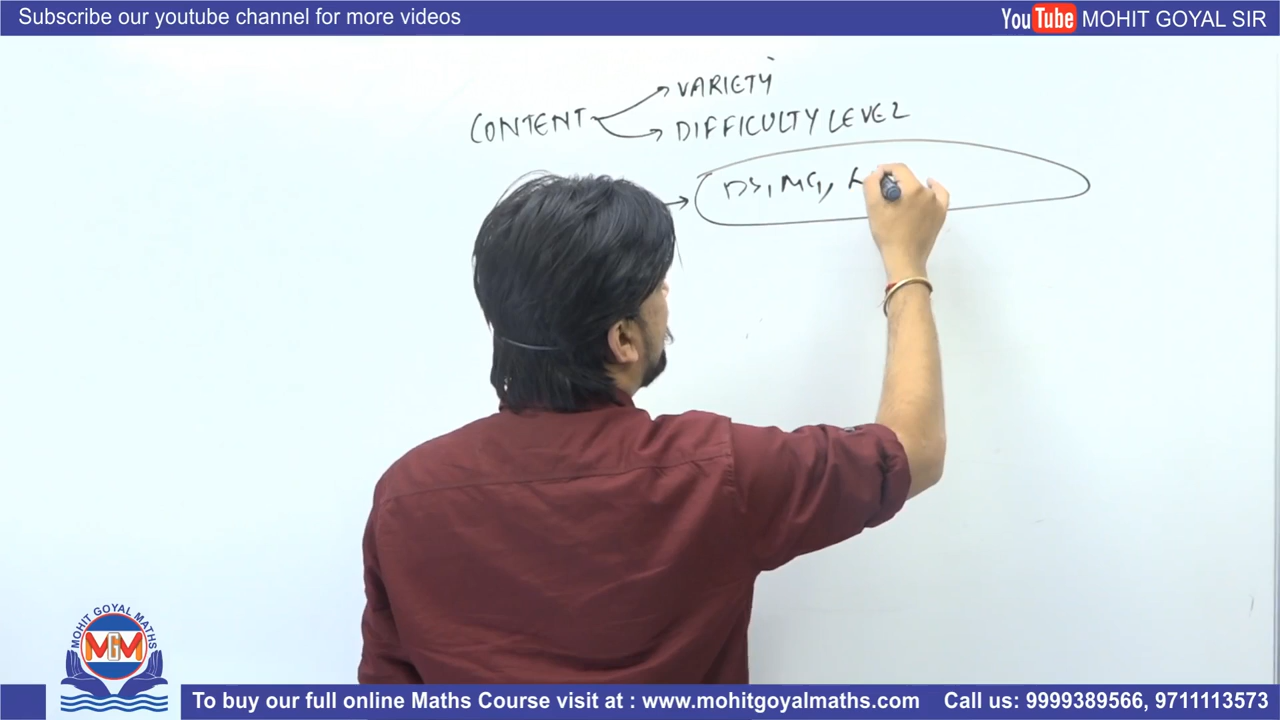 Subscribe our youtube channel for more videos
YouTube MOHIT GOYAL SIR
VARIETY
CONTENT
DIFFICULTY LEVEL
DS, MG,
MOHIT GOYAL MATHS
MGM
To buy our full online Maths Course visit at : www.mohitgoyalmaths.com Call us: 9999389566, 9711113573